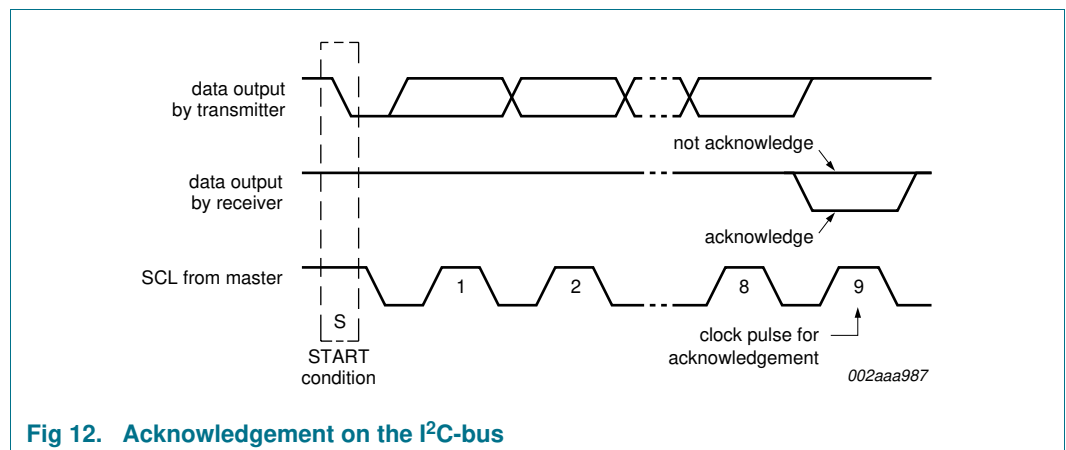 data output
by transmitter
not acknowledge
data output
by receiver
acknowledge
SCL from master
1
2
8
9
S
START
condition
clock pulse for
acknowledgement
002aaa987
Fig 12. Acknowledgement on the I²C-bus